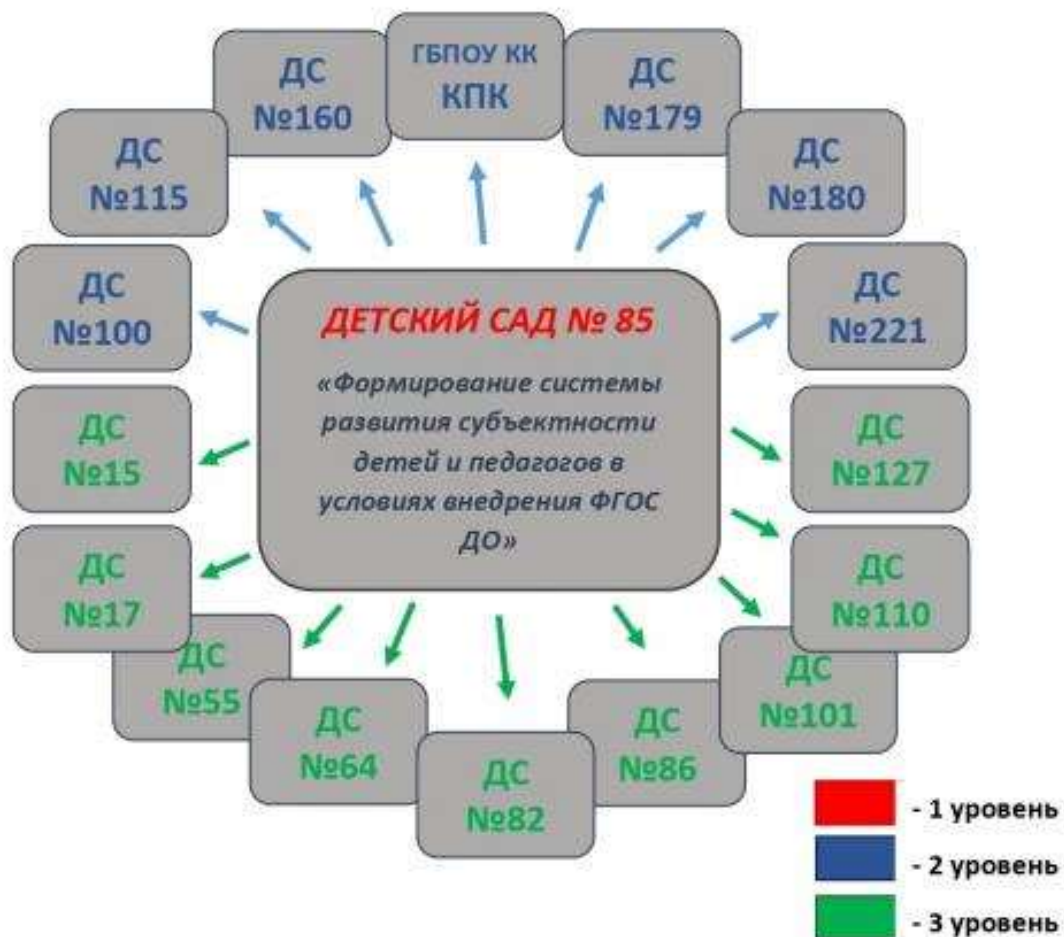 ГБПОУ КК
КПК
ДС
№160
ДС
№179
ДС
№115
ДС
№180
ДС
№100
ДС
№221
ДЕТСКИЙ САД № 85
«Формирование системы
развития субъектности
детей и педагогов в
условиях внедрения ФГОС
ДО»
ДС
№15
ДС
№127
ДС
№17
ДС
№110
ДС
№55
ДС
№101
ДС
№64
ДС
№86
ДС
№82
- 1 уровень
- 2 уровень
- 3 уровень